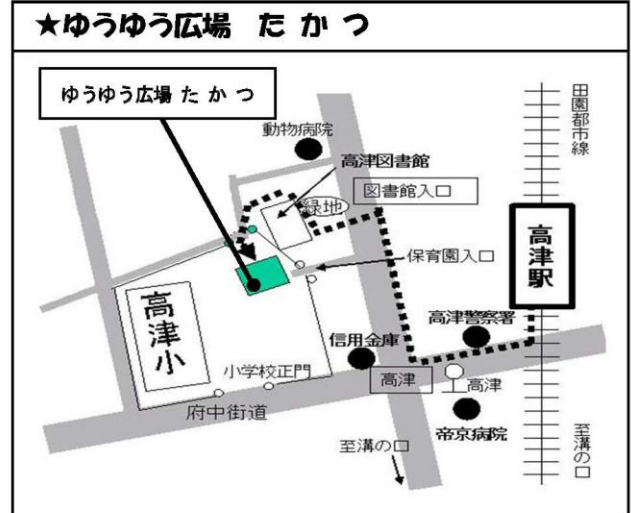 ★ゆうゆう広場 たかつ
ゆうゆう広場 たかつ
動物病院
高津図書館
図書館入口
緑地
田園都市線
高津駅
保育園入口
高津小
高津警察署
信用金庫
小学校正門
高津
高津
府中街道
帝京病院
至溝の口
至溝の口